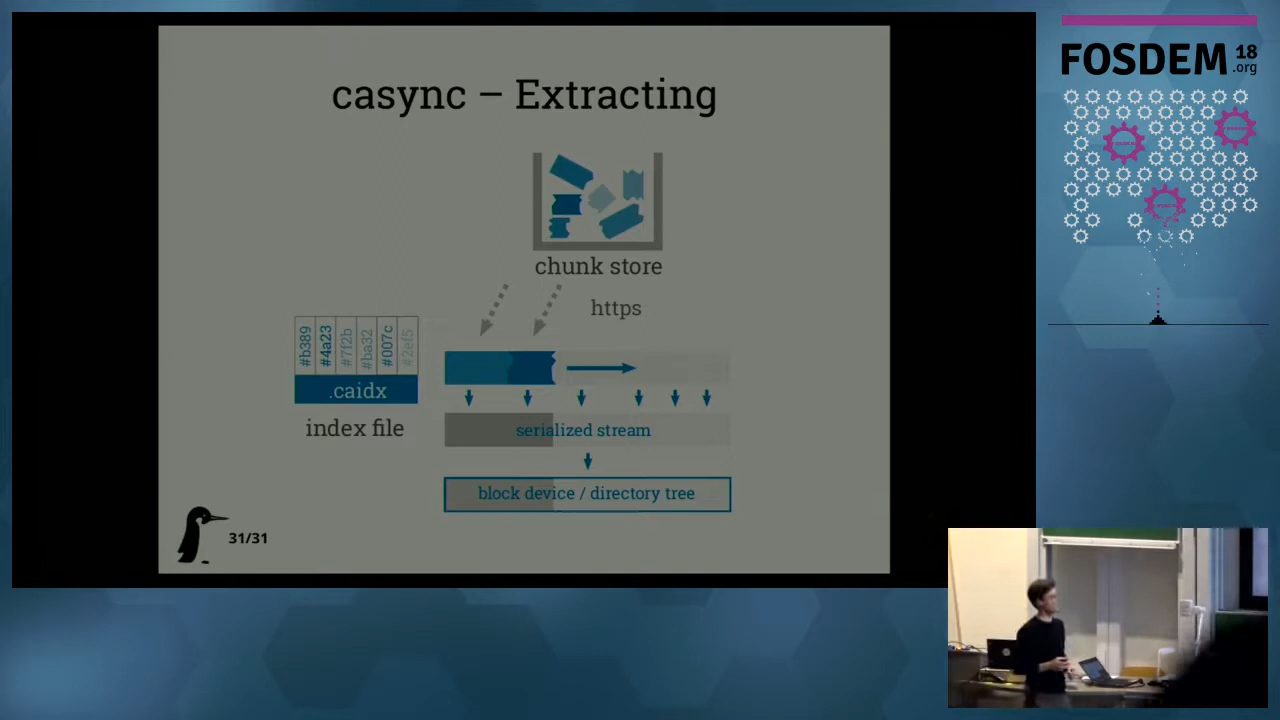 casync – Extracting
chunk store
https
#b389
#4a23
#7f2b
#ba32
#007c
#2ef5
.caidx
index file
serialized stream
block device / directory tree
31/31
FOSDEM 18
.org